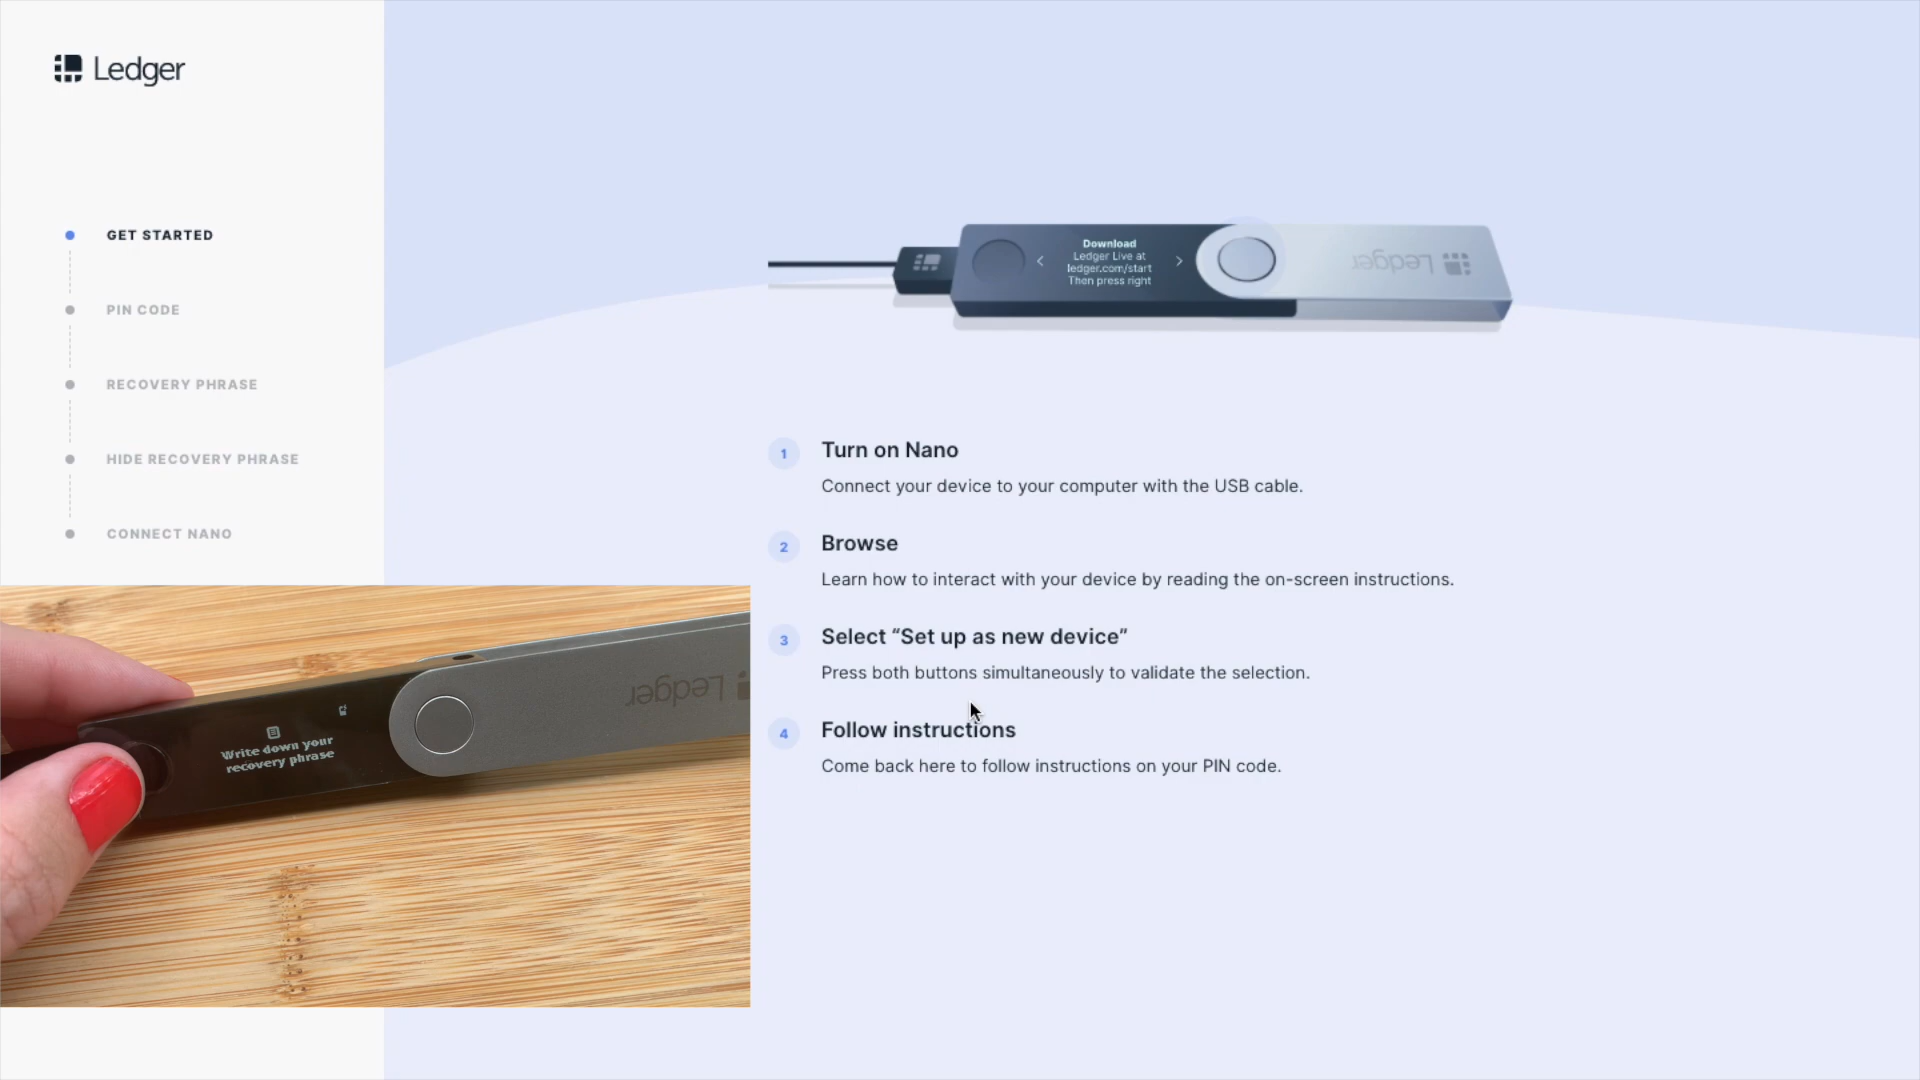 Ledger
GET STARTED
PIN CODE
RECOVERY PHRASE
HIDE RECOVERY PHRASE
CONNECT NANO
Download
Ledger Live at
ledger.com/start
Then press right
Ledger
1 Turn on Nano
Connect your device to your computer with the USB cable.
2 Browse
Learn how to interact with your device by reading the on-screen instructions.
3 Select “Set up as new device”
Press both buttons simultaneously to validate the selection.
4 Follow instructions
Come back here to follow instructions on your PIN code.
Write down your
recovery phrase
Ledger